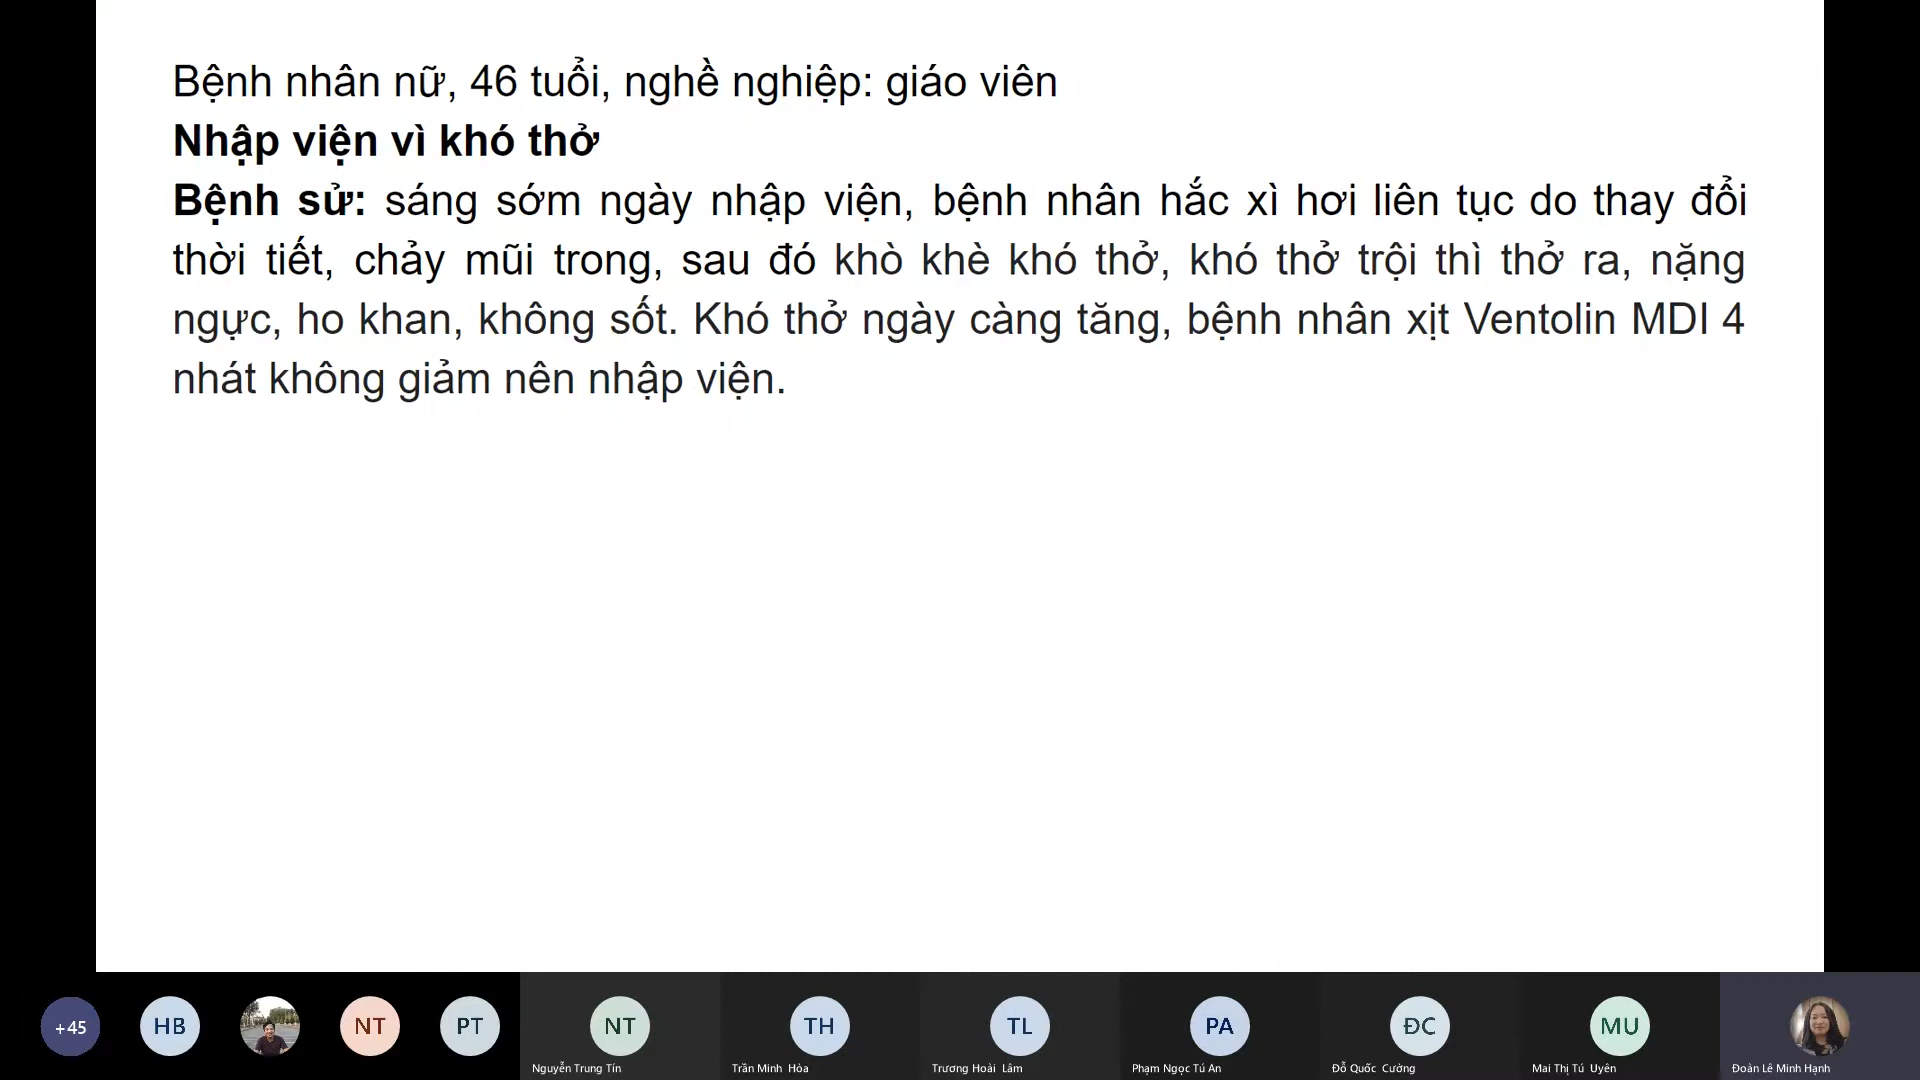 Bệnh nhân nữ, 46 tuổi, nghề nghiệp: giáo viên
Nhập viện vì khó thở
Bệnh sử: sáng sớm ngày nhập viện, bệnh nhân hắc xì hơi liên tục do thay đổi
thời tiết, chảy mũi trong, sau đó khò khè khó thở, khó thở trội thì thở ra, nặng
ngực, ho khan, không sốt. Khó thở ngày càng tăng, bệnh nhân xịt Ventolin MDI 4
nhát không giảm nên nhập viện.
+45 HB NT PT NT TH TL PA ĐC MU
Nguyễn Trung Tín Trần Minh Hòa Trương Hoài Lâm Phạm Ngọc Tú An Đỗ Quốc Cường Mai Thị Tú Uyên Đoàn Lê Minh Hạnh